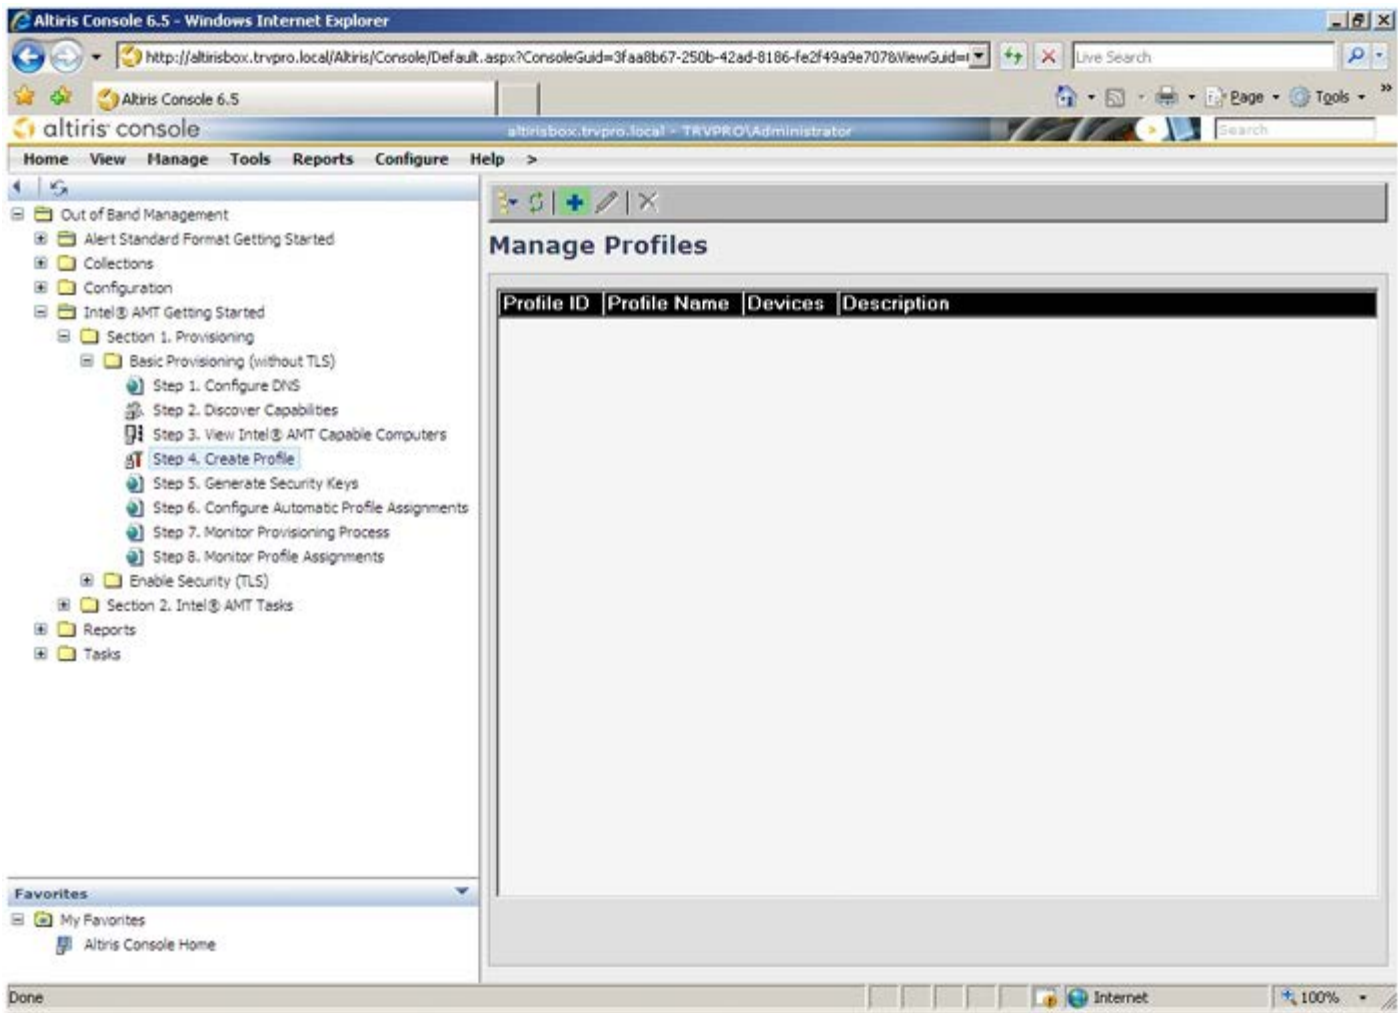 Altiris Console 6.5 - Windows Internet Explorer
http://altirisbox.trvpro.local/Altiris/Console/Default.aspx?ConsoleGuid=3faa8b67-250b-42ad-8186-fe2f49a9e707&ViewGuid=
Live Search
Altiris Console 6.5
Page
Tools
»
altiris console
altirisbox.trvpro.local - TRVPRO\Administrator
Search
Home View Manage Tools Reports Configure Help >
Out of Band Management
Alert Standard Format Getting Started
Collections
Configuration
Intel® AMT Getting Started
Section 1. Provisioning
Basic Provisioning (without TLS)
Step 1. Configure DNS
Step 2. Discover Capabilities
Step 3. View Intel® AMT Capable Computers
Step 4. Create Profile
Step 5. Generate Security Keys
Step 6. Configure Automatic Profile Assignments
Step 7. Monitor Provisioning Process
Step 8. Monitor Profile Assignments
Enable Security (TLS)
Section 2. Intel® AMT Tasks
Reports
Tasks
Manage Profiles
Profile ID Profile Name Devices Description
Favorites
My Favorites
Altiris Console Home
Done
Internet
100%